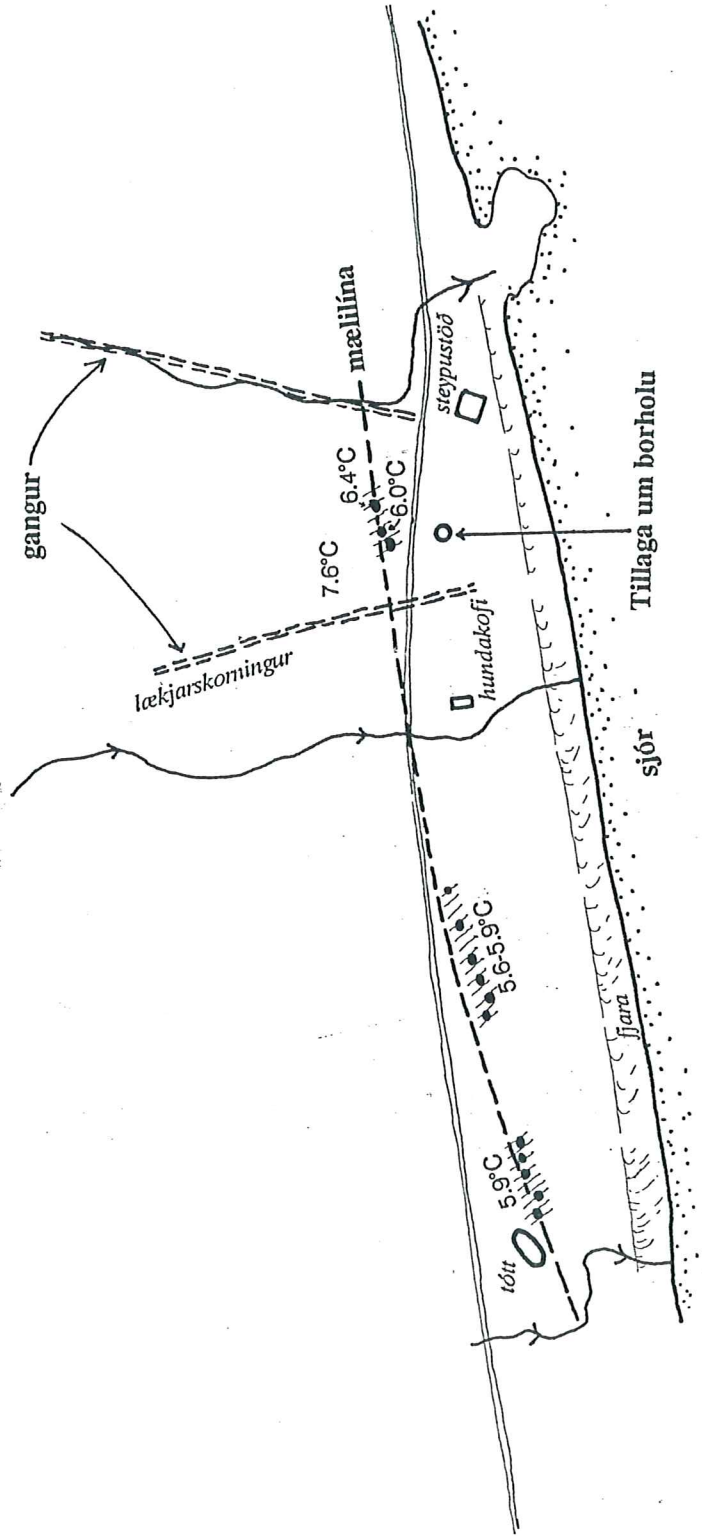 gangur
mælilína
6.4°C
6.0°C
7.6°C
lækjarskorningur
steypustöð
hundakofi
Tillaga um borholu
sjór
5.6-5.9°C
5.9°C
tótt
fjara